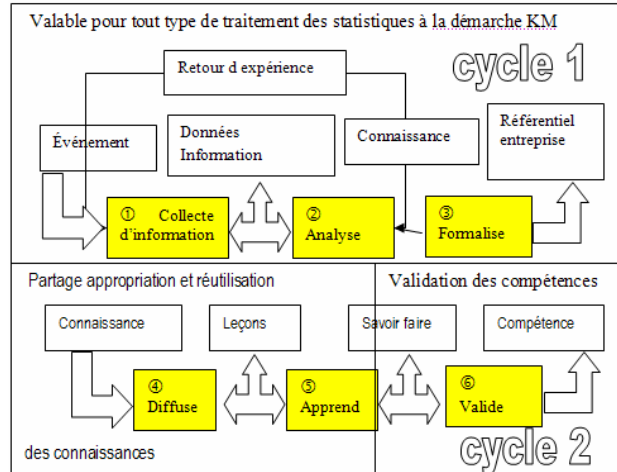 Valable pour tout type de traitement des statistiques à la démarche KM
cycle 1
Retour d expérience
Événement
Données
Information
Connaissance
Référentiel
entreprise
① Collecte
d'information
②
Analyse
③
Formalise
Partage appropriation et réutilisation
Validation des compétences
Connaissance
Leçons
Savoir faire
Compétence
④
Diffuse
⑤
Apprend
⑥
Valide
des connaissances
cycle 2